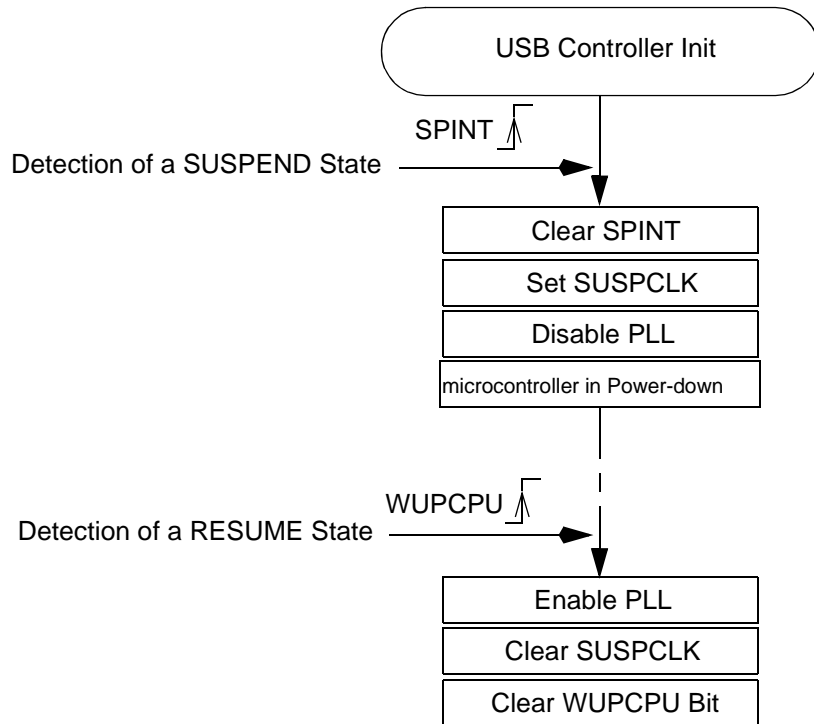 USB Controller Init
SPINT
Detection of a SUSPEND State
Clear SPINT
Set SUSPCLK
Disable PLL
microcontroller in Power-down
WUPCPU
Detection of a RESUME State
Enable PLL
Clear SUSPCLK
Clear WUPCPU Bit